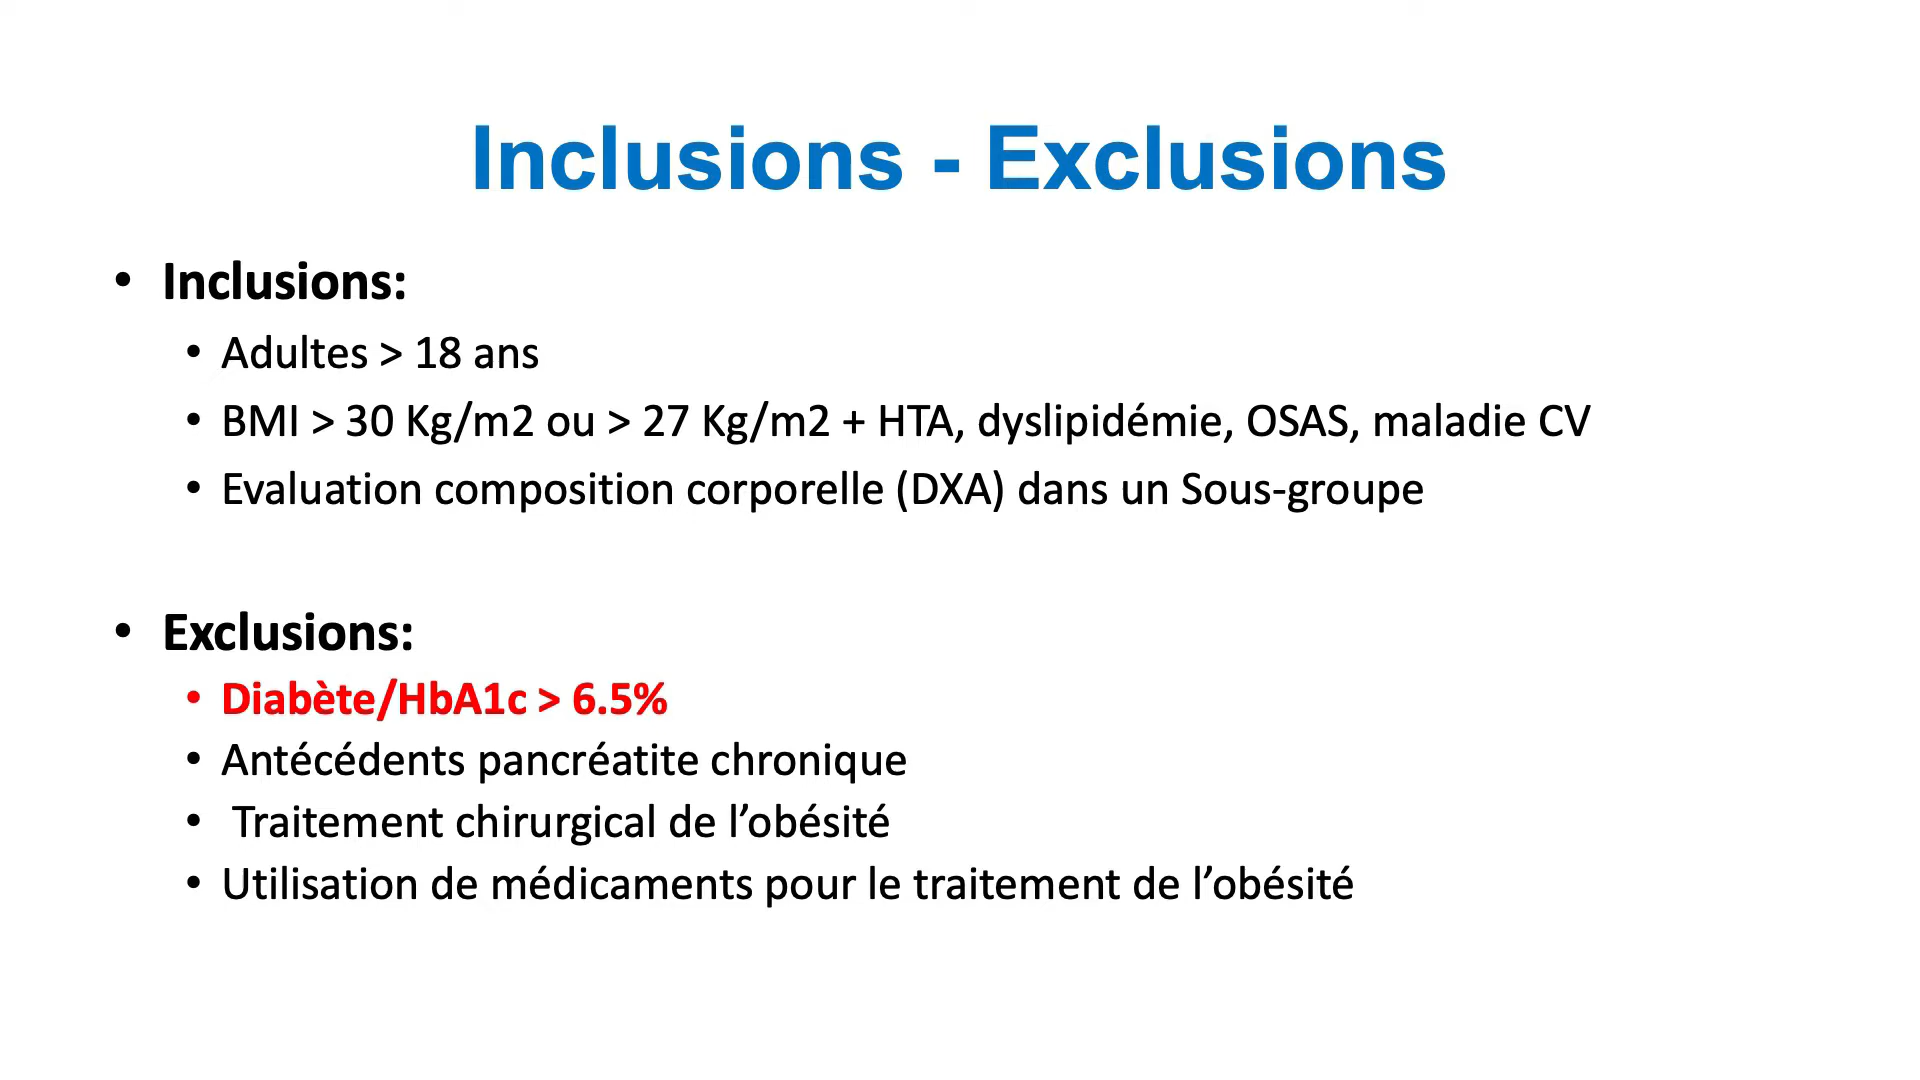 Inclusions - Exclusions
• Inclusions:
• Adultes > 18 ans
• BMI > 30 Kg/m2 ou > 27 Kg/m2 + HTA, dyslipidémie, OSAS, maladie CV
• Evaluation composition corporelle (DXA) dans un Sous-groupe
• Exclusions:
• Diabète/HbA1c > 6.5%
• Antécédents pancréatite chronique
• Traitement chirurgical de l’obésité
• Utilisation de médicaments pour le traitement de l’obésité